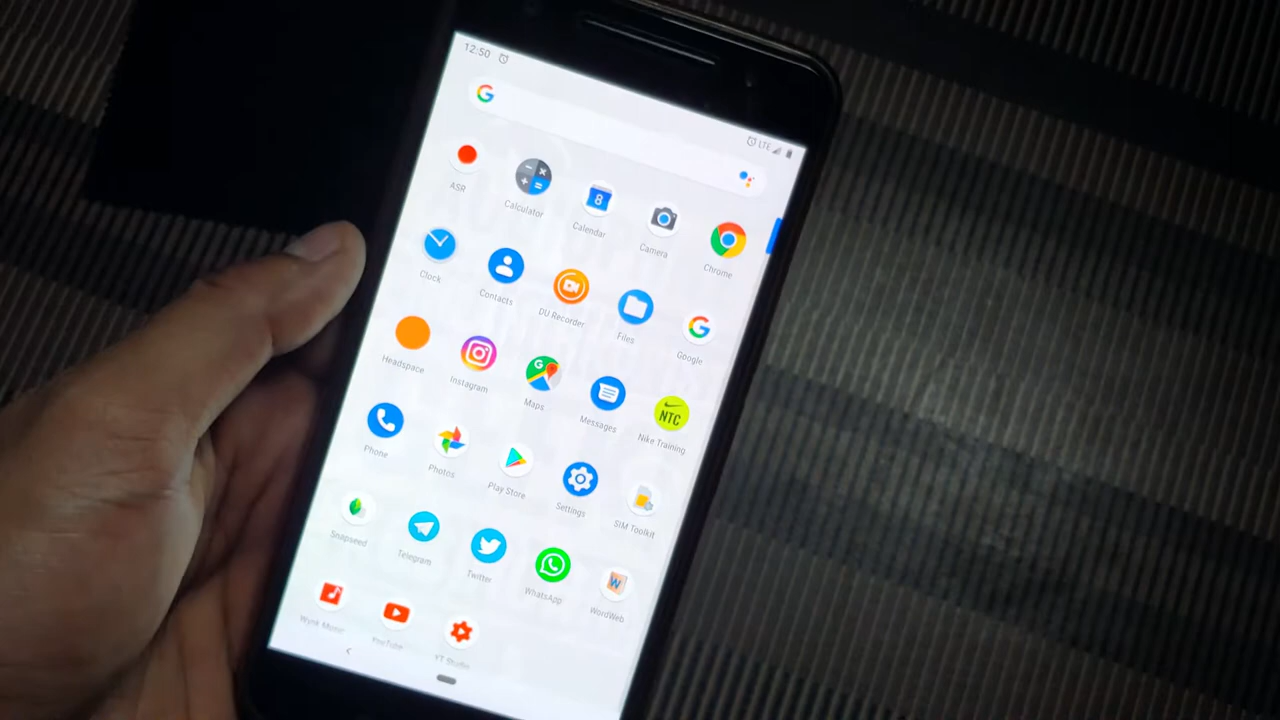 12:50
LTE
G
ASR
Calculator
Calendar
8
Camera
Chrome
Clock
Contacts
DU Recorder
Files
Google
G
Headspace
Instagram
Maps
G
Messages
Nike Training
NTC
Phone
Photos
Play Store
Settings
SIM Toolkit
Snapseed
Telegram
Twitter
WhatsApp
WordWeb
W
Wynk Music
YouTube
YT Studio